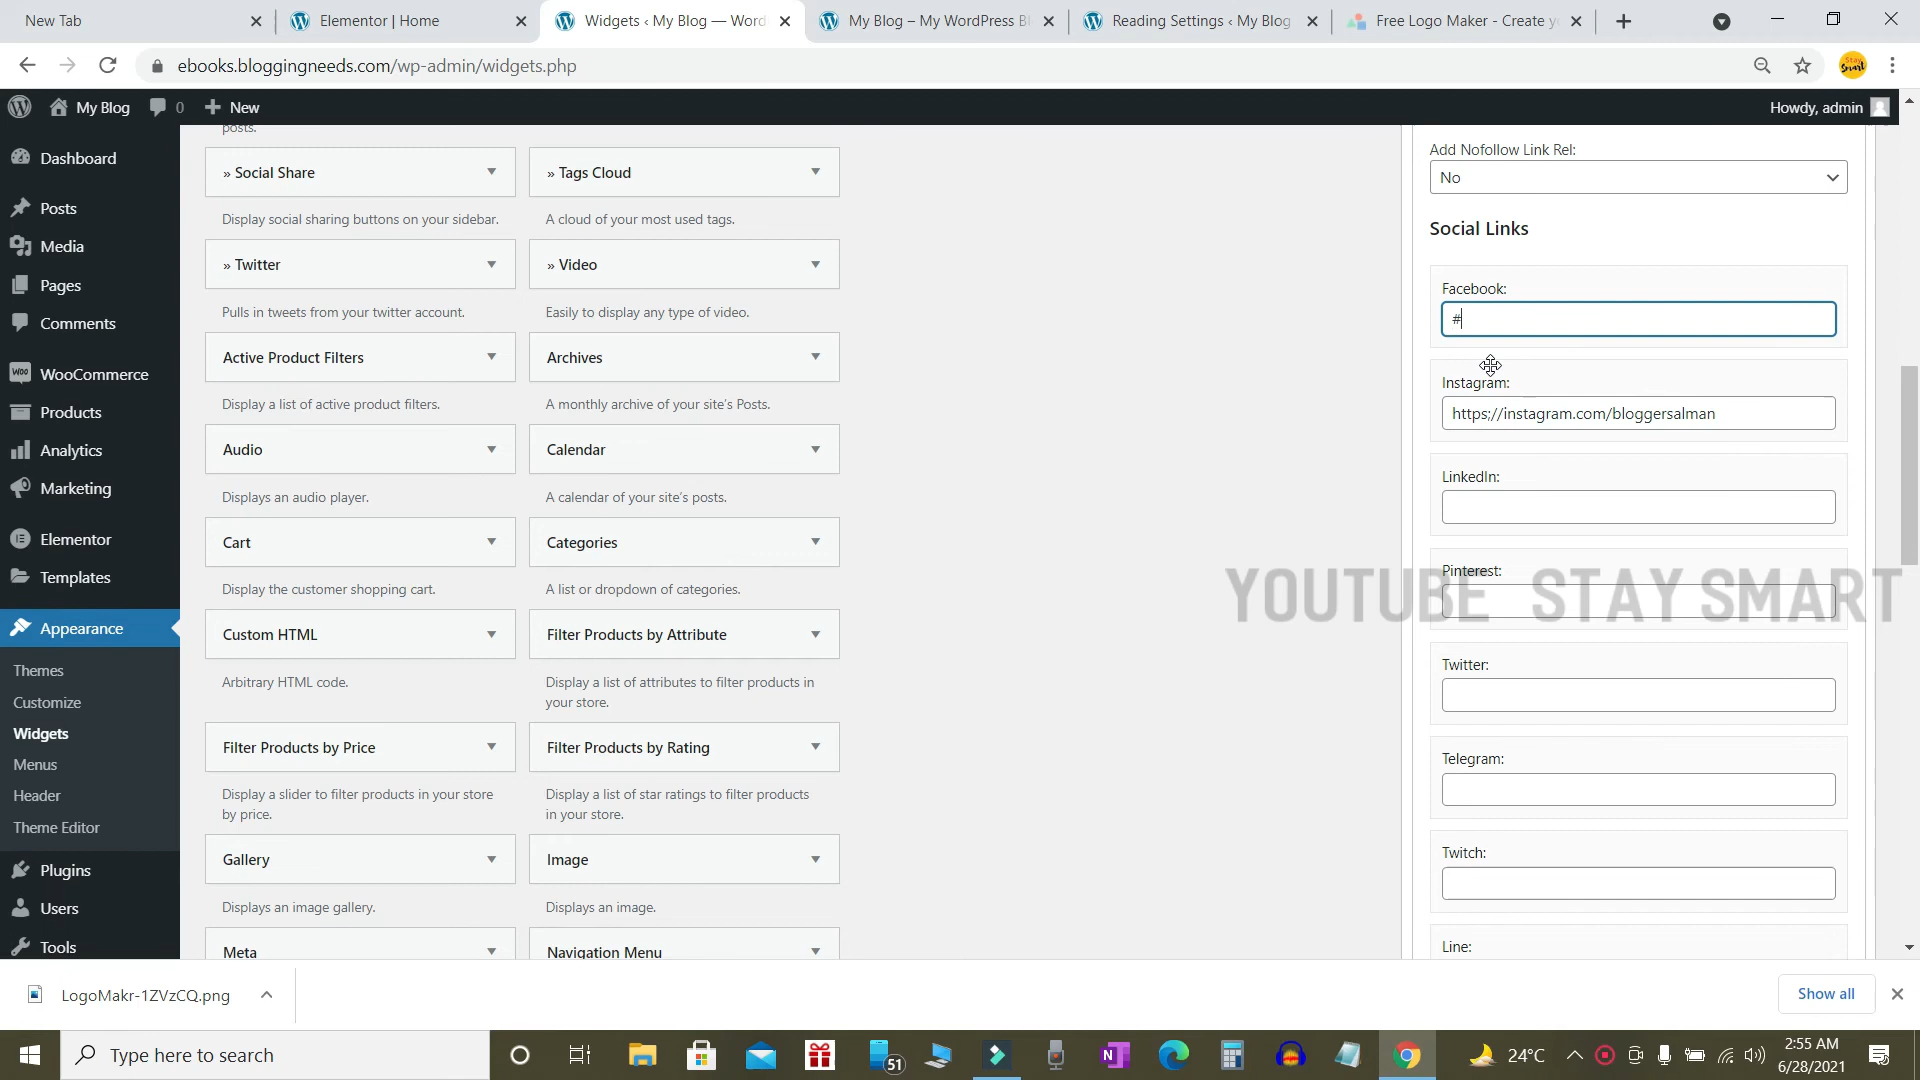 New Tab
Elementor | Home
Widgets ‹ My Blog — Word
My Blog – My WordPress Bl
Reading Settings ‹ My Blog
Free Logo Maker - Create yo
ebooks.bloggingneeds.com/wp-admin/widgets.php
My Blog
0
New
Howdy, admin
Dashboard
Posts
Media
Pages
Comments
WooCommerce
Products
Analytics
Marketing
Elementor
Templates
Appearance
Themes
Customize
Widgets
Menus
Header
Theme Editor
Plugins
Users
Tools
posts.
» Social Share
» Tags Cloud
Display social sharing buttons on your sidebar.
A cloud of your most used tags.
» Twitter
» Video
Pulls in tweets from your twitter account.
Easily to display any type of video.
Active Product Filters
Archives
Display a list of active product filters.
A monthly archive of your site's Posts.
Audio
Calendar
Displays an audio player.
A calendar of your site's posts.
Cart
Categories
Display the customer shopping cart.
A list or dropdown of categories.
Custom HTML
Filter Products by Attribute
Arbitrary HTML code.
Display a list of attributes to filter products in
your store.
Filter Products by Price
Filter Products by Rating
Display a slider to filter products in your store
by price.
Display a list of star ratings to filter products
in your store.
Gallery
Image
Displays an image gallery.
Displays an image.
Meta
Navigation Menu
Add Nofollow Link Rel:
No
Social Links
Facebook:
#
Instagram:
https;//instagram.com/bloggersalman
LinkedIn:
Pinterest:
YOUTUBE STAY SMART
Twitter:
Telegram:
Twitch:
Line:
LogoMakr-1ZVzCQ.png
Show all
Type here to search
51
24°C
2:55 AM
6/28/2021